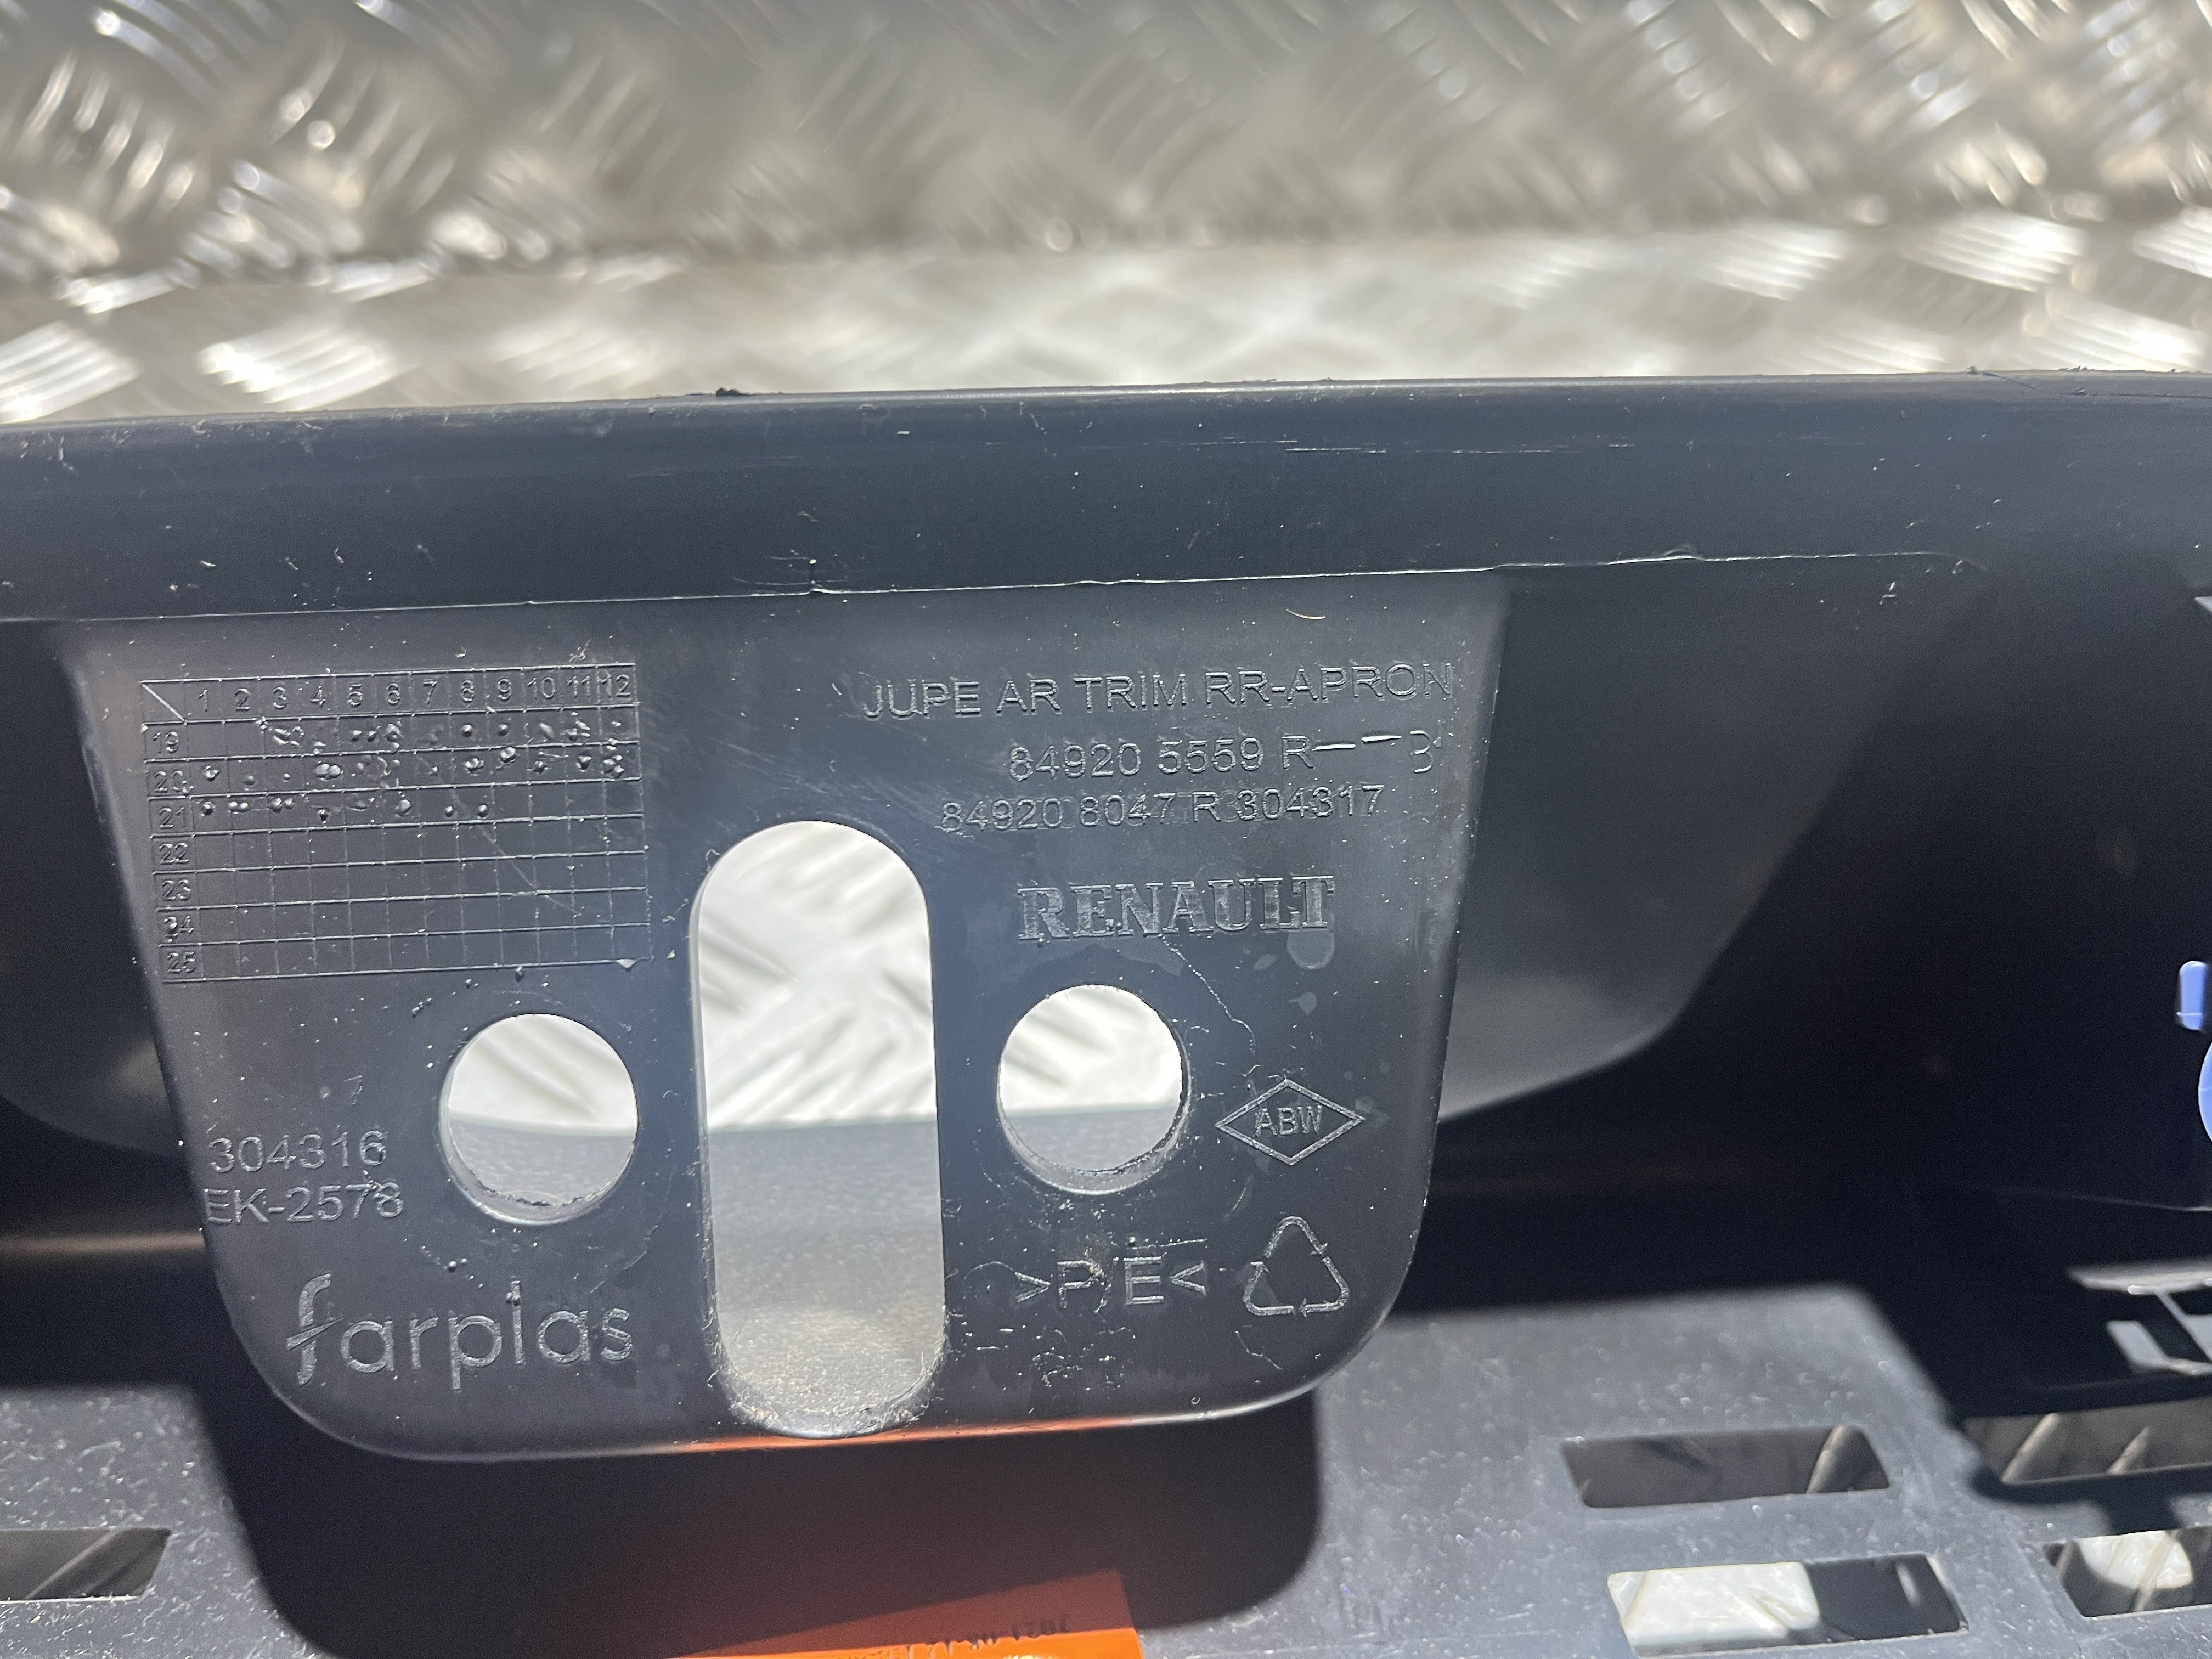 1 2 3 4 5 6 7 8 9 10 11 12
19
20
21
22
23
24
25
JUPE AR TRIM RR-APRON
84920 5559 R---B
84920 8047 R 304317
RENAULT
ABW
304316
EK-2578
>P/E<
farplas
2021